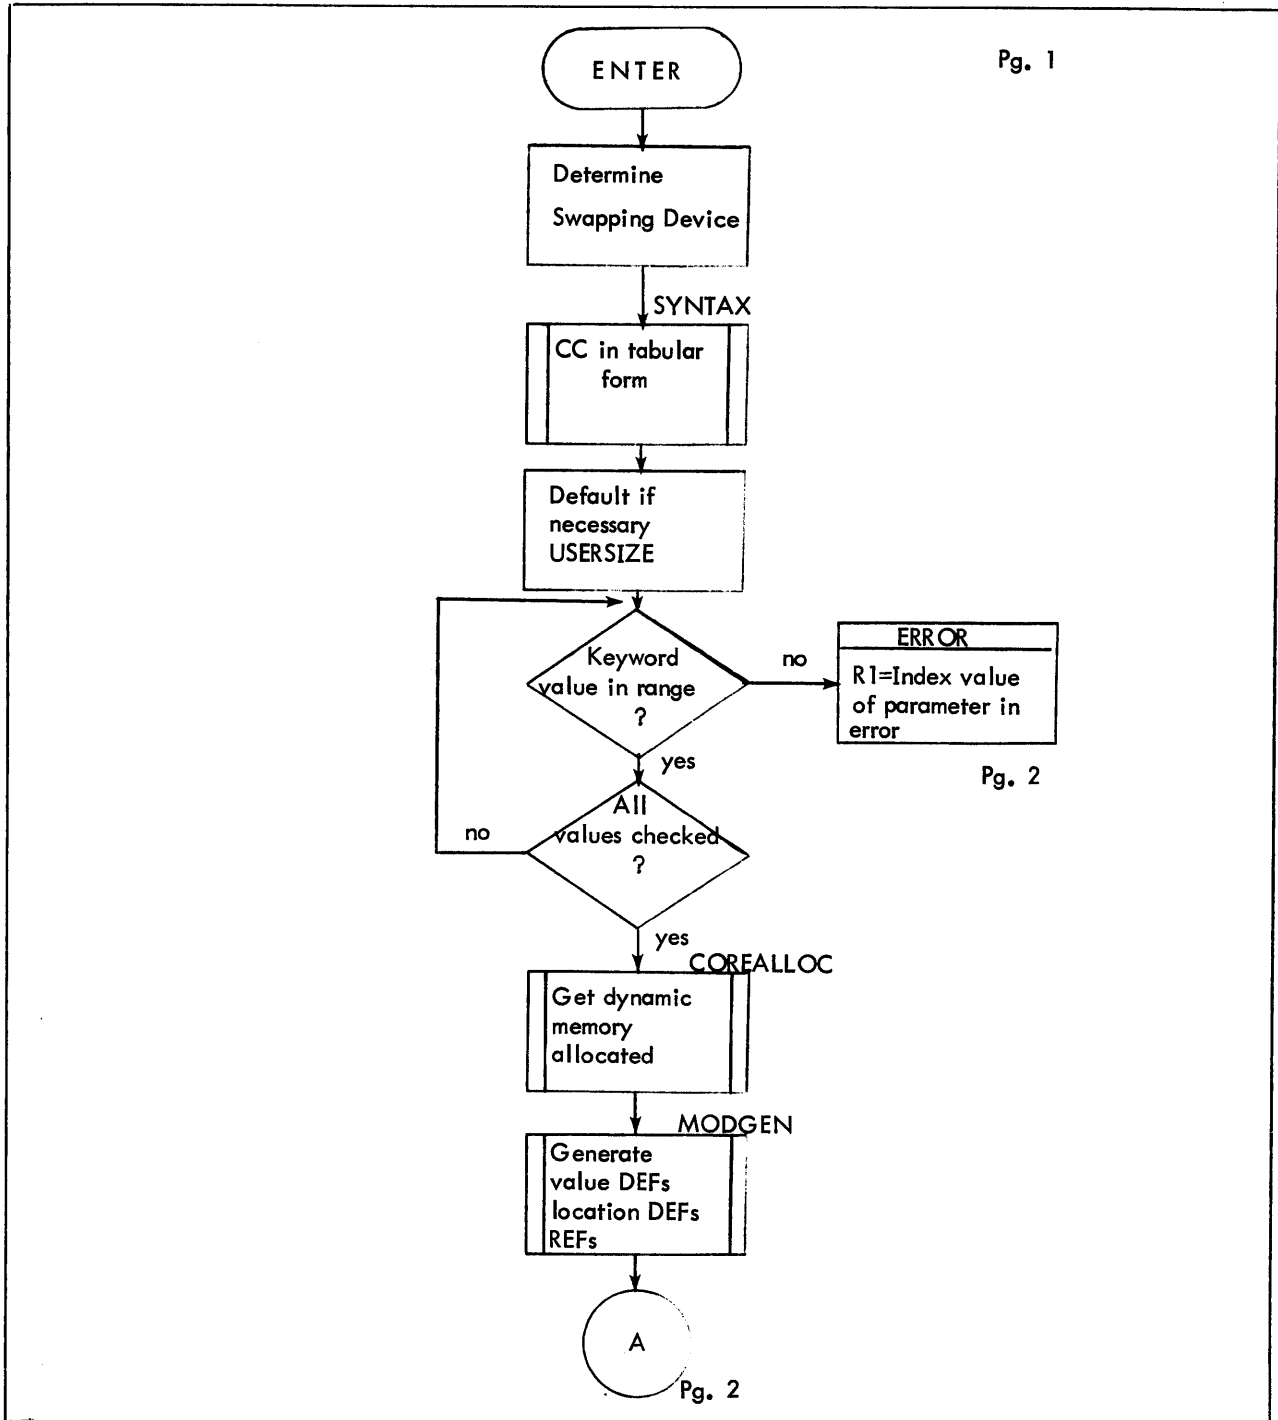 Pg. 1
ENTER
Determine
Swapping Device
SYNTAX
CC in tabular
form
Default if
necessary
USERSIZE
Keyword
value in range
?
no
ERROR
R1=Index value
of parameter in
error
Pg. 2
yes
All
values checked
?
no
yes
COREALLOC
Get dynamic
memory
allocated
MODGEN
Generate
value DEFs
location DEFs
REFs
A
Pg. 2